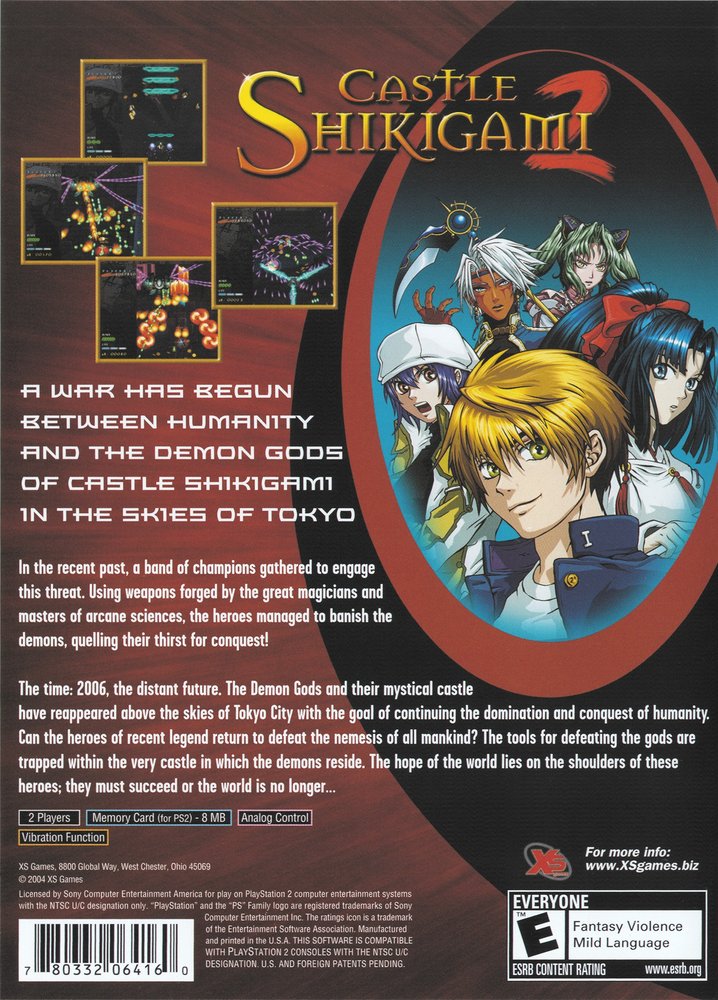 CASTLE
SHIKIGAMI 2
A WAR HAS BEGUN
BETWEEN HUMANITY
AND THE DEMON GODS
OF CASTLE SHIKIGAMI
IN THE SKIES OF TOKYO
In the recent past, a band of champions gathered to engage
this threat. Using weapons forged by the great magicians and
masters of arcane sciences, the heroes managed to banish the
demons, quelling their thirst for conquest!
The time: 2006, the distant future. The Demon Gods and their mystical castle
have reappeared above the skies of Tokyo City with the goal of continuing the domination and conquest of humanity.
Can the heroes of recent legend return to defeat the nemesis of all mankind? The tools for defeating the gods are
trapped within the very castle in which the demons reside. The hope of the world lies on the shoulders of these
heroes; they must succeed or the world is no longer...
2 Players
Memory Card (for PS2) - 8 MB
Analog Control
Vibration Function
XS Games, 8800 Global Way, West Chester, Ohio 45069
© 2004 XS Games
Licensed by Sony Computer Entertainment America for play on PlayStation 2 computer entertainment systems
with the NTSC U/C designation only. "PlayStation" and the "PS" Family logo are registered trademarks of Sony
Computer Entertainment Inc. The ratings icon is a trademark
of the Entertainment Software Association. Manufactured
and printed in the U.S.A. THIS SOFTWARE IS COMPATIBLE
WITH PLAYSTATION 2 CONSOLES WITH THE NTSC U/C
DESIGNATION. U.S. AND FOREIGN PATENTS PENDING.
7 80332 06416 0
I
XS
For more info:
www.XSgames.biz
EVERYONE
E
TM
Fantasy Violence
Mild Language
ESRB CONTENT RATING
www.esrb.org